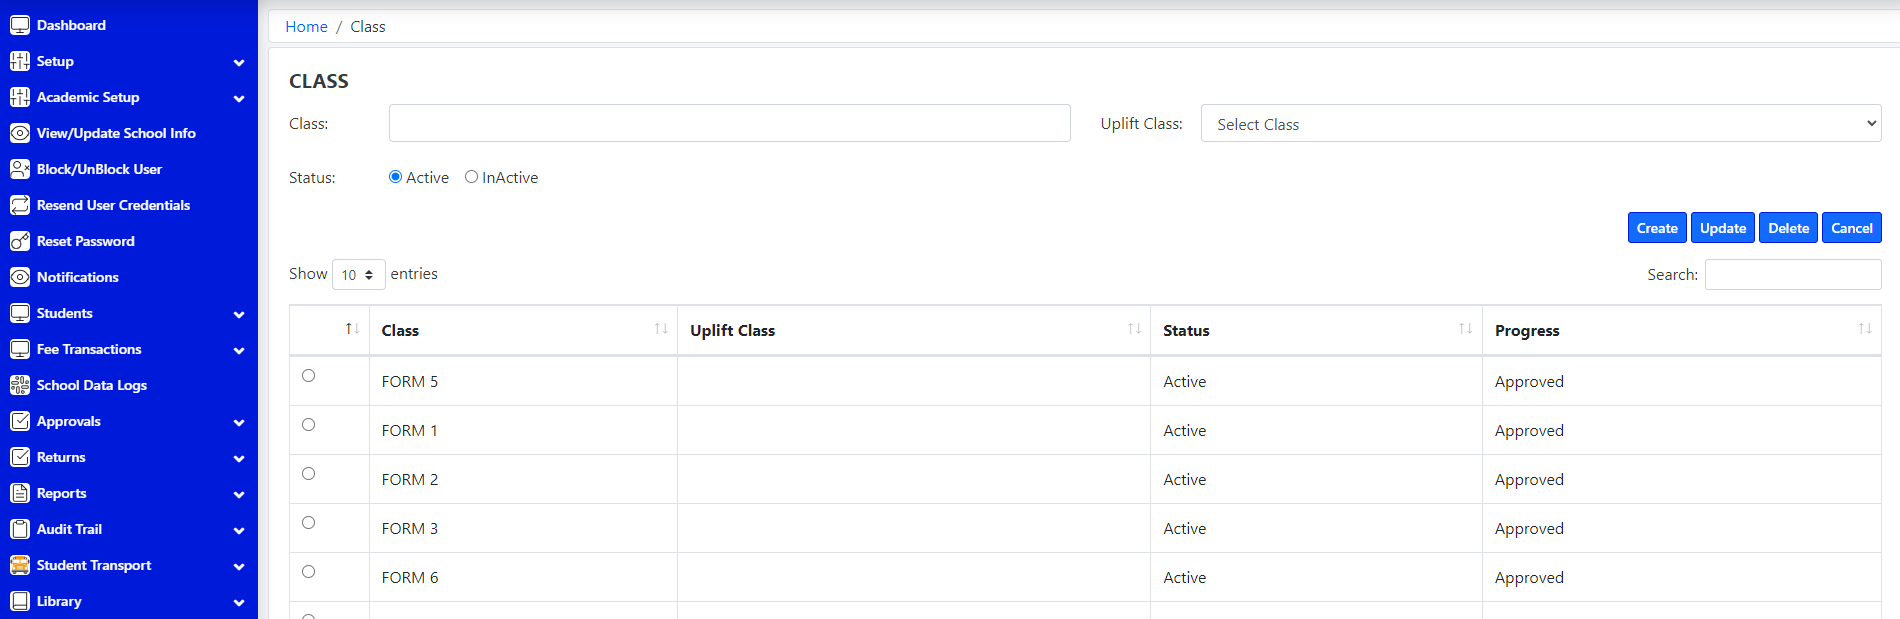 Dashboard
Setup
Academic Setup
View/Update School Info
Block/UnBlock User
Resend User Credentials
Reset Password
Notifications
Students
Fee Transactions
School Data Logs
Approvals
Returns
Reports
Audit Trail
Student Transport
Library
Home / Class
CLASS
Class:
Uplift Class: Select Class
Status: Active InActive
Create Update Delete Cancel
Show 10 entries
Search:
Class Uplift Class Status Progress
FORM 5 Active Approved
FORM 1 Active Approved
FORM 2 Active Approved
FORM 3 Active Approved
FORM 6 Active Approved